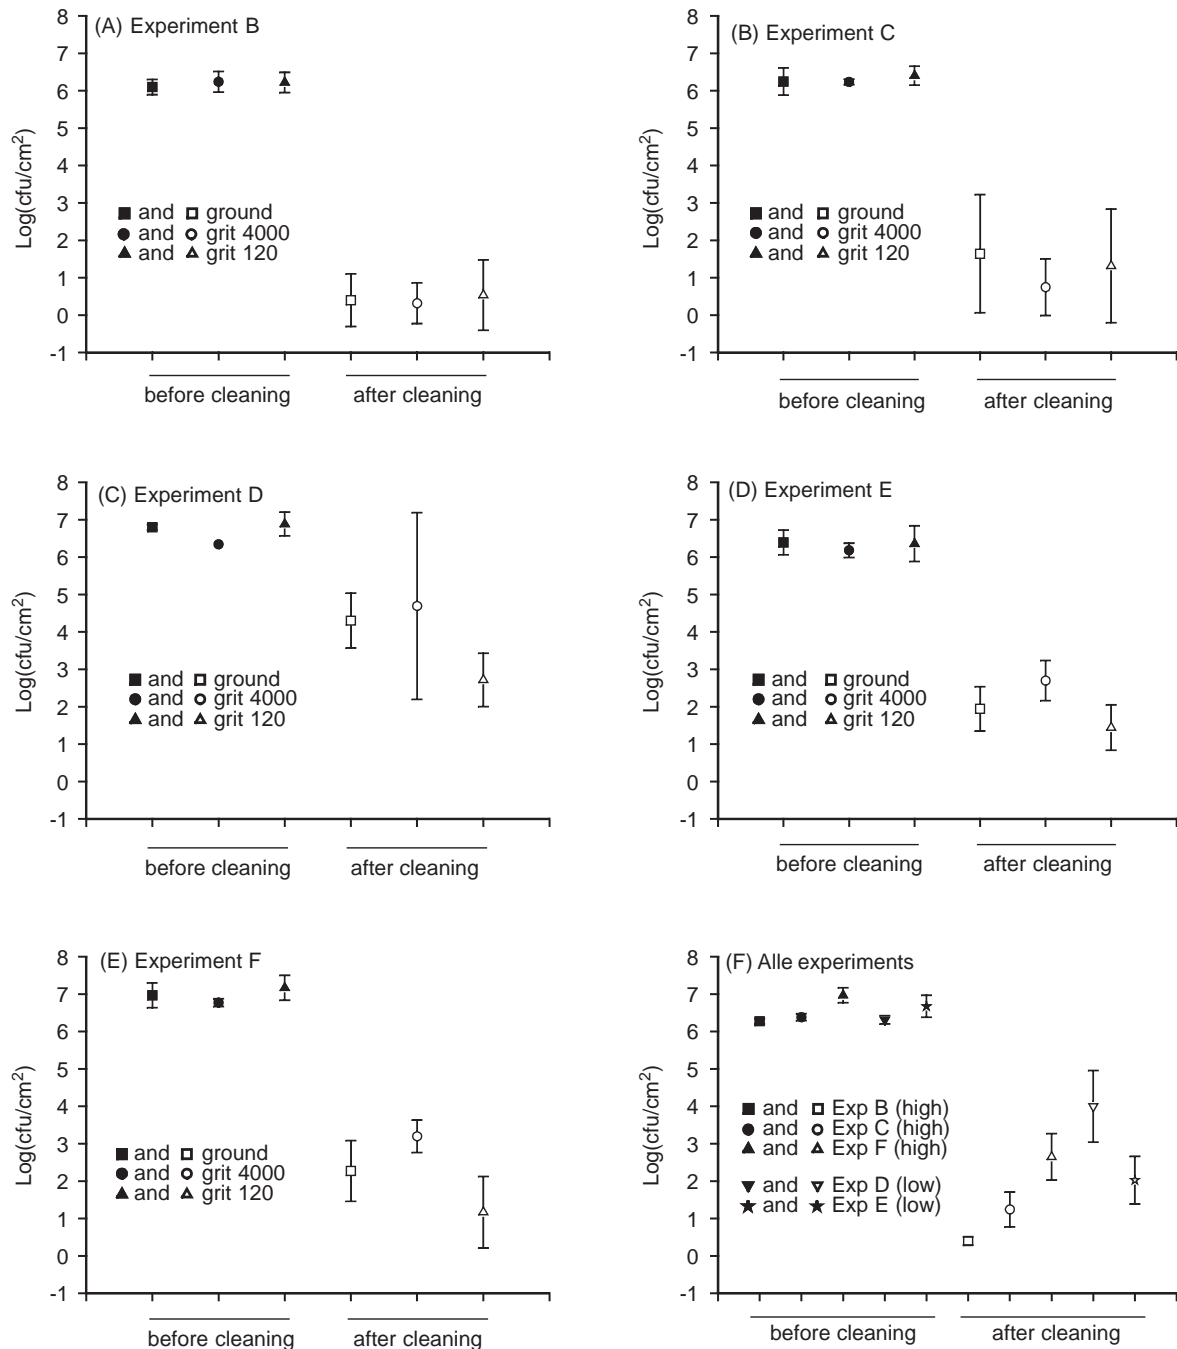 (A) Experiment B
Log(cfu/cm²)
8
7
6
5
4
3
2
1
0
-1
and ground
and grit 4000
and grit 120
before cleaning
after cleaning
(B) Experiment C
Log(cfu/cm²)
8
7
6
5
4
3
2
1
0
-1
and ground
and grit 4000
and grit 120
before cleaning
after cleaning
(C) Experiment D
Log(cfu/cm²)
8
7
6
5
4
3
2
1
0
-1
and ground
and grit 4000
and grit 120
before cleaning
after cleaning
(D) Experiment E
Log(cfu/cm²)
8
7
6
5
4
3
2
1
0
-1
and ground
and grit 4000
and grit 120
before cleaning
after cleaning
(E) Experiment F
Log(cfu/cm²)
8
7
6
5
4
3
2
1
0
-1
and ground
and grit 4000
and grit 120
before cleaning
after cleaning
(F) Alle experiments
Log(cfu/cm²)
8
7
6
5
4
3
2
1
0
-1
and Exp B (high)
and Exp C (high)
and Exp F (high)
and Exp D (low)
and Exp E (low)
before cleaning
after cleaning